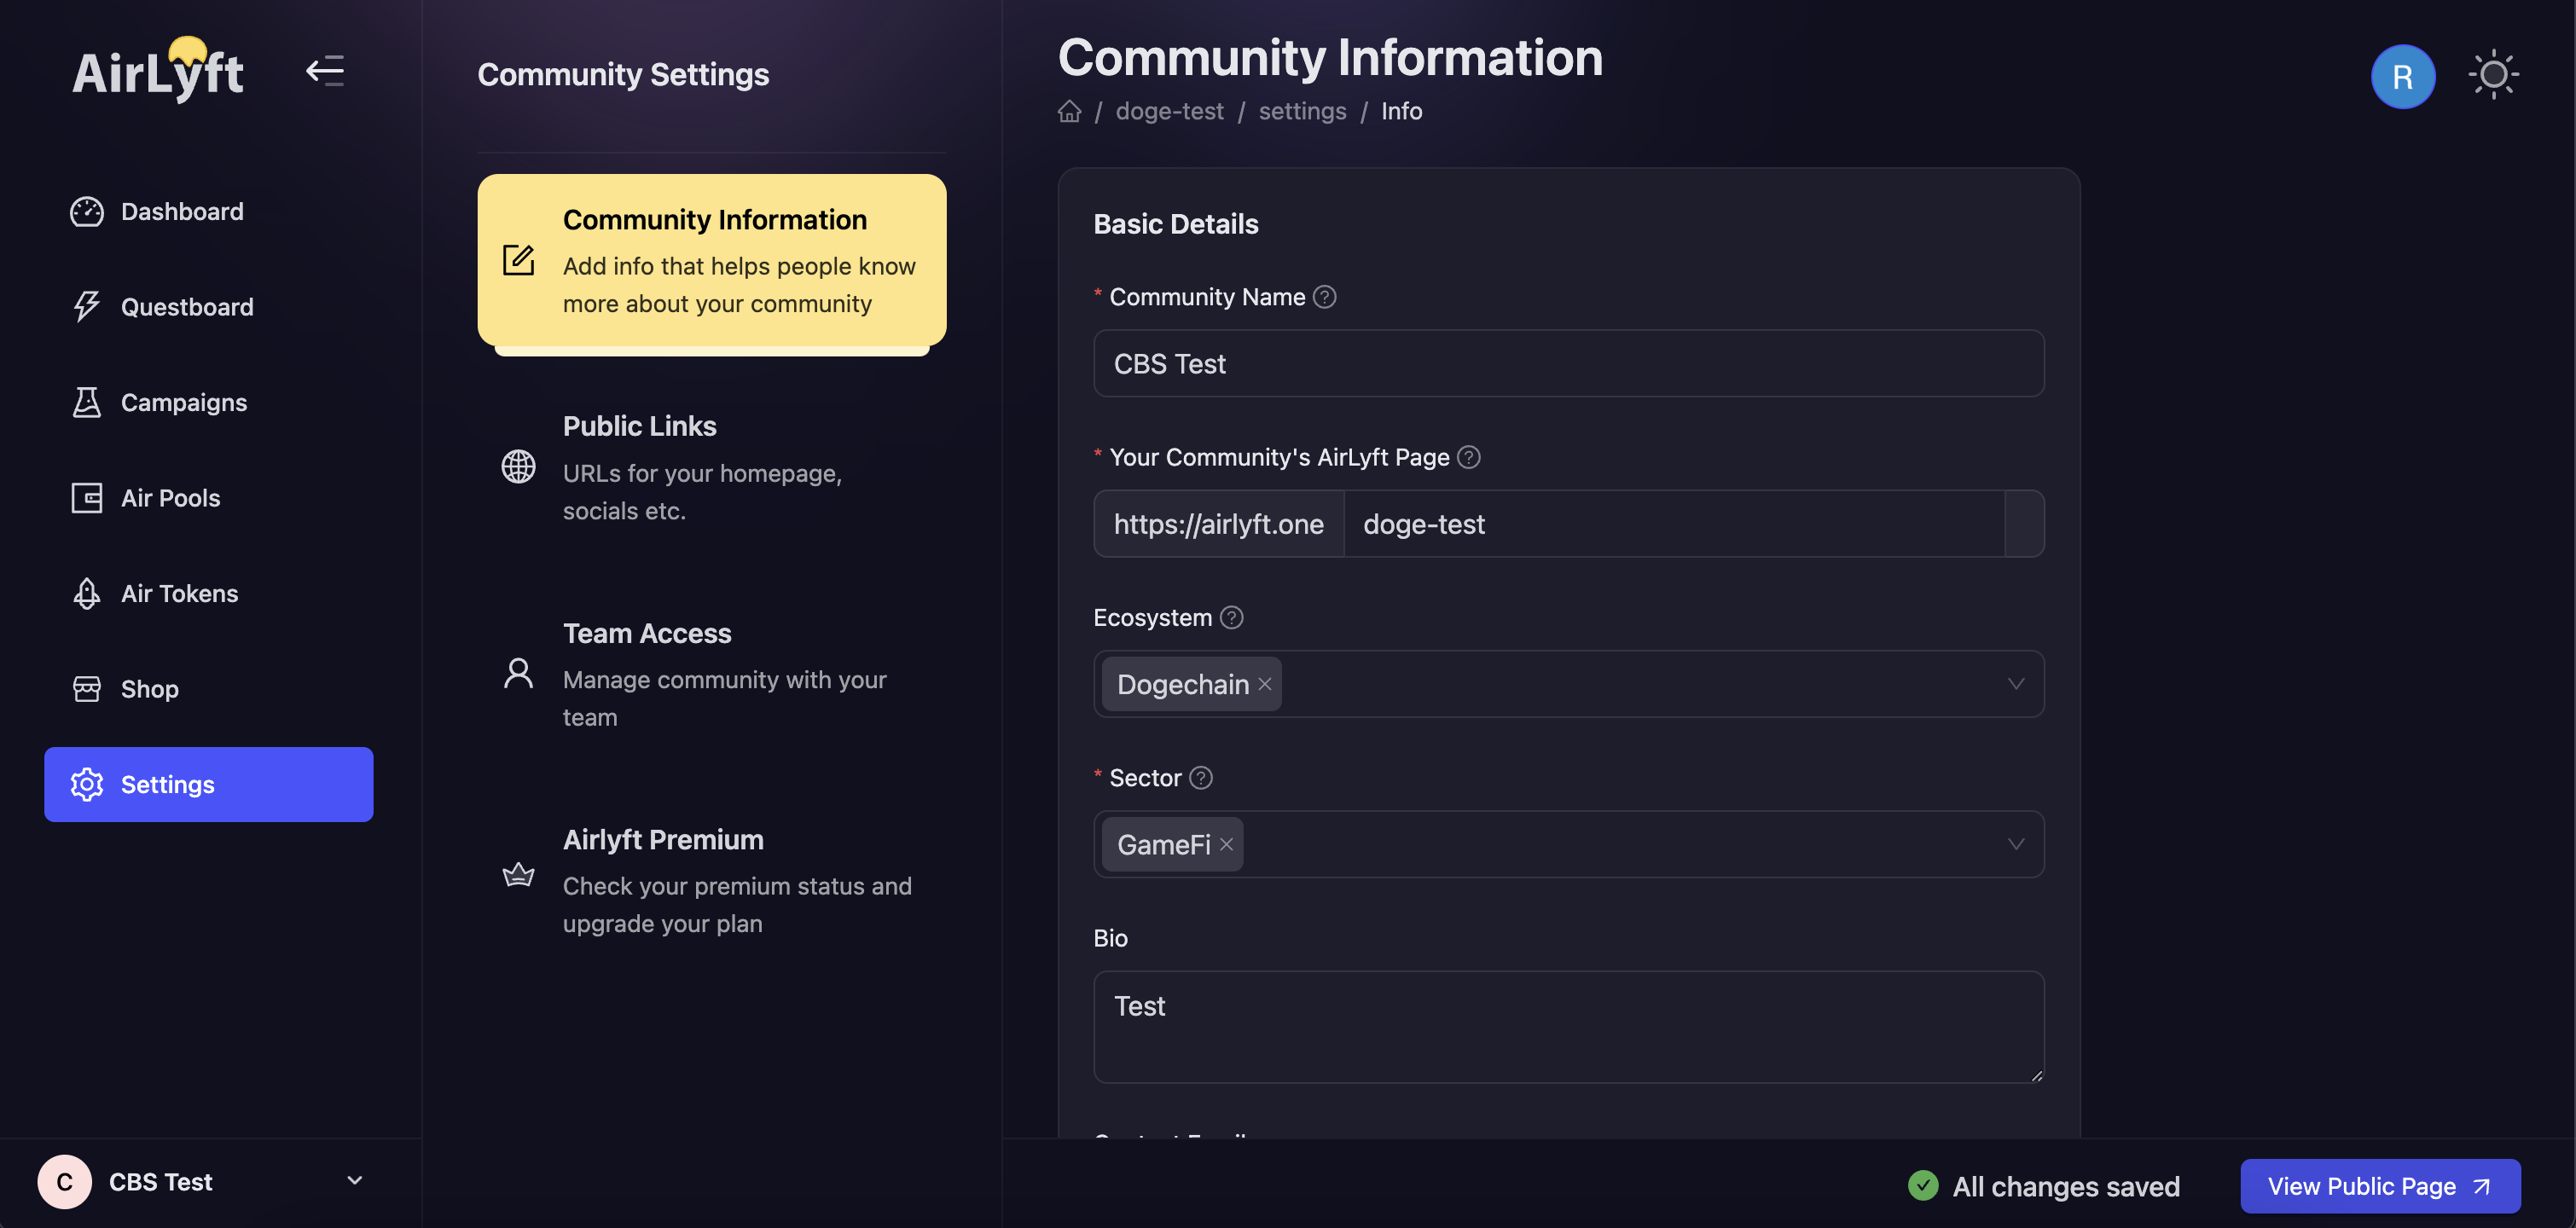 AirLyft
Dashboard
Questboard
Campaigns
Air Pools
Air Tokens
Shop
Settings
C
CBS Test
Community Settings
Community Information
Add info that helps people know
more about your community
Public Links
URLs for your homepage,
socials etc.
Team Access
Manage community with your
team
Airlyft Premium
Check your premium status and
upgrade your plan
Community Information
/ doge-test / settings / Info
R
Basic Details
* Community Name ?
CBS Test
* Your Community's AirLyft Page ?
https://airlyft.one doge-test
Ecosystem ?
Dogechain
* Sector ?
GameFi
Bio
Test
All changes saved
View Public Page